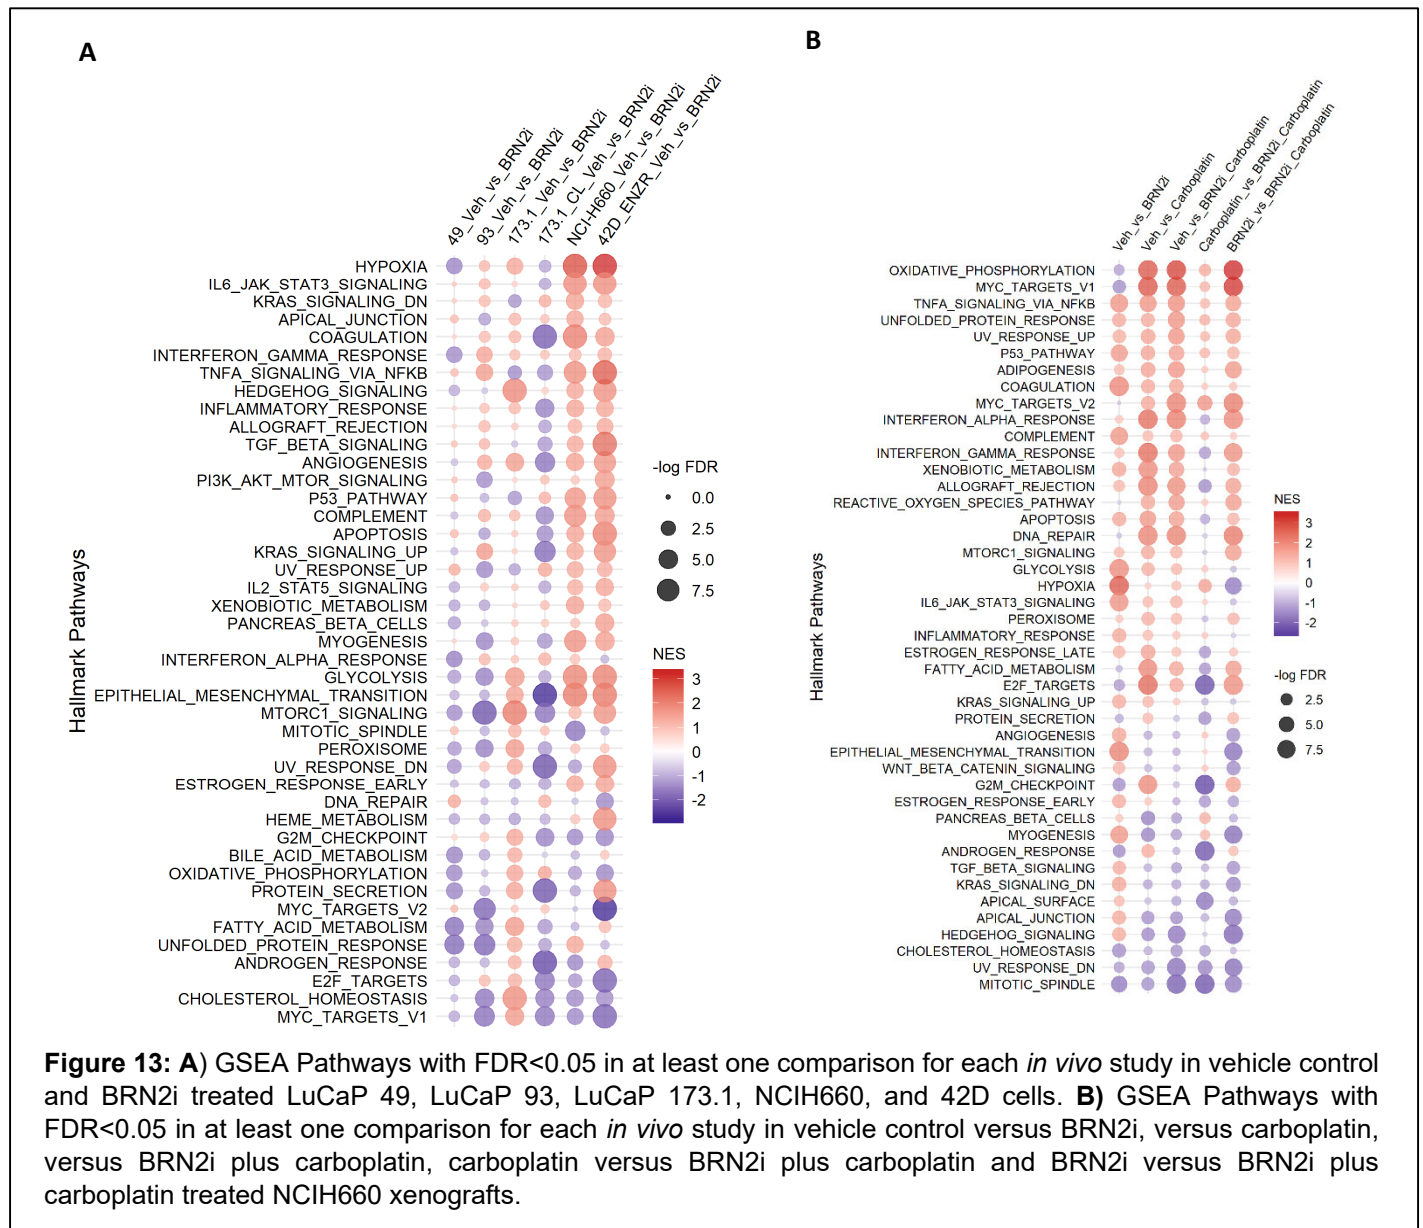 A
49_Veh_vs_BRN2i
93_Veh_vs_BRN2i
173.1_Veh_vs_BRN2i
173.1_CL_Veh_vs_BRN2i
NCI-H660_Veh_vs_BRN2i
42D_ENZR_Veh_vs_BRN2i
HYPOXIA
IL6_JAK_STAT3_SIGNALING
KRAS_SIGNALING_DN
APICAL_JUNCTION
COAGULATION
INTERFERON_GAMMA_RESPONSE
TNFA_SIGNALING_VIA_NFKB
HEDGEHOG_SIGNALING
INFLAMMATORY_RESPONSE
ALLOGRAFT_REJECTION
TGF_BETA_SIGNALING
ANGIOGENESIS
PI3K_AKT_MTOR_SIGNALING
P53_PATHWAY
COMPLEMENT
APOPTOSIS
KRAS_SIGNALING_UP
UV_RESPONSE_UP
IL2_STAT5_SIGNALING
XENOBIOTIC_METABOLISM
PANCREAS_BETA_CELLS
MYOGENESIS
INTERFERON_ALPHA_RESPONSE
GLYCOLYSIS
EPITHELIAL_MESENCHYMAL_TRANSITION
MTORC1_SIGNALING
MITOTIC_SPINDLE
PEROXISOME
UV_RESPONSE_DN
ESTROGEN_RESPONSE_EARLY
DNA_REPAIR
HEME_METABOLISM
G2M_CHECKPOINT
BILE_ACID_METABOLISM
OXIDATIVE_PHOSPHORYLATION
PROTEIN_SECRETION
MYC_TARGETS_V2
FATTY_ACID_METABOLISM
UNFOLDED_PROTEIN_RESPONSE
ANDROGEN_RESPONSE
E2F_TARGETS
CHOLESTEROL_HOMEOSTASIS
MYC_TARGETS_V1
Hallmark Pathways
-log FDR
0.0
2.5
5.0
7.5
NES
3
2
1
0
-1
-2
B
Veh_vs_BRN2i
Veh_vs_Carboplatin
Veh_vs_BRN2i_Carboplatin
Carboplatin_vs_BRN2i_Carboplatin
BRN2i_vs_BRN2i_Carboplatin
OXIDATIVE_PHOSPHORYLATION
MYC_TARGETS_V1
TNFA_SIGNALING_VIA_NFKB
UNFOLDED_PROTEIN_RESPONSE
UV_RESPONSE_UP
P53_PATHWAY
ADIPOGENESIS
COAGULATION
MYC_TARGETS_V2
INTERFERON_ALPHA_RESPONSE
COMPLEMENT
INTERFERON_GAMMA_RESPONSE
XENOBIOTIC_METABOLISM
ALLOGRAFT_REJECTION
REACTIVE_OXYGEN_SPECIES_PATHWAY
APOPTOSIS
DNA_REPAIR
MTORC1_SIGNALING
GLYCOLYSIS
HYPOXIA
IL6_JAK_STAT3_SIGNALING
PEROXISOME
INFLAMMATORY_RESPONSE
ESTROGEN_RESPONSE_LATE
FATTY_ACID_METABOLISM
E2F_TARGETS
KRAS_SIGNALING_UP
PROTEIN_SECRETION
ANGIOGENESIS
EPITHELIAL_MESENCHYMAL_TRANSITION
WNT_BETA_CATENIN_SIGNALING
G2M_CHECKPOINT
ESTROGEN_RESPONSE_EARLY
PANCREAS_BETA_CELLS
MYOGENESIS
ANDROGEN_RESPONSE
TGF_BETA_SIGNALING
KRAS_SIGNALING_DN
APICAL_SURFACE
APICAL_JUNCTION
HEDGEHOG_SIGNALING
CHOLESTEROL_HOMEOSTASIS
UV_RESPONSE_DN
MITOTIC_SPINDLE
Hallmark Pathways
NES
3
2
1
0
-1
-2
-log FDR
2.5
5.0
7.5
Figure 13: A) GSEA Pathways with FDR<0.05 in at least one comparison for each in vivo study in vehicle control
and BRN2i treated LuCaP 49, LuCaP 93, LuCaP 173.1, NCIH660, and 42D cells. B) GSEA Pathways with
FDR<0.05 in at least one comparison for each in vivo study in vehicle control versus BRN2i, versus carboplatin,
versus BRN2i plus carboplatin, carboplatin versus BRN2i plus carboplatin and BRN2i versus BRN2i plus
carboplatin treated NCIH660 xenografts.